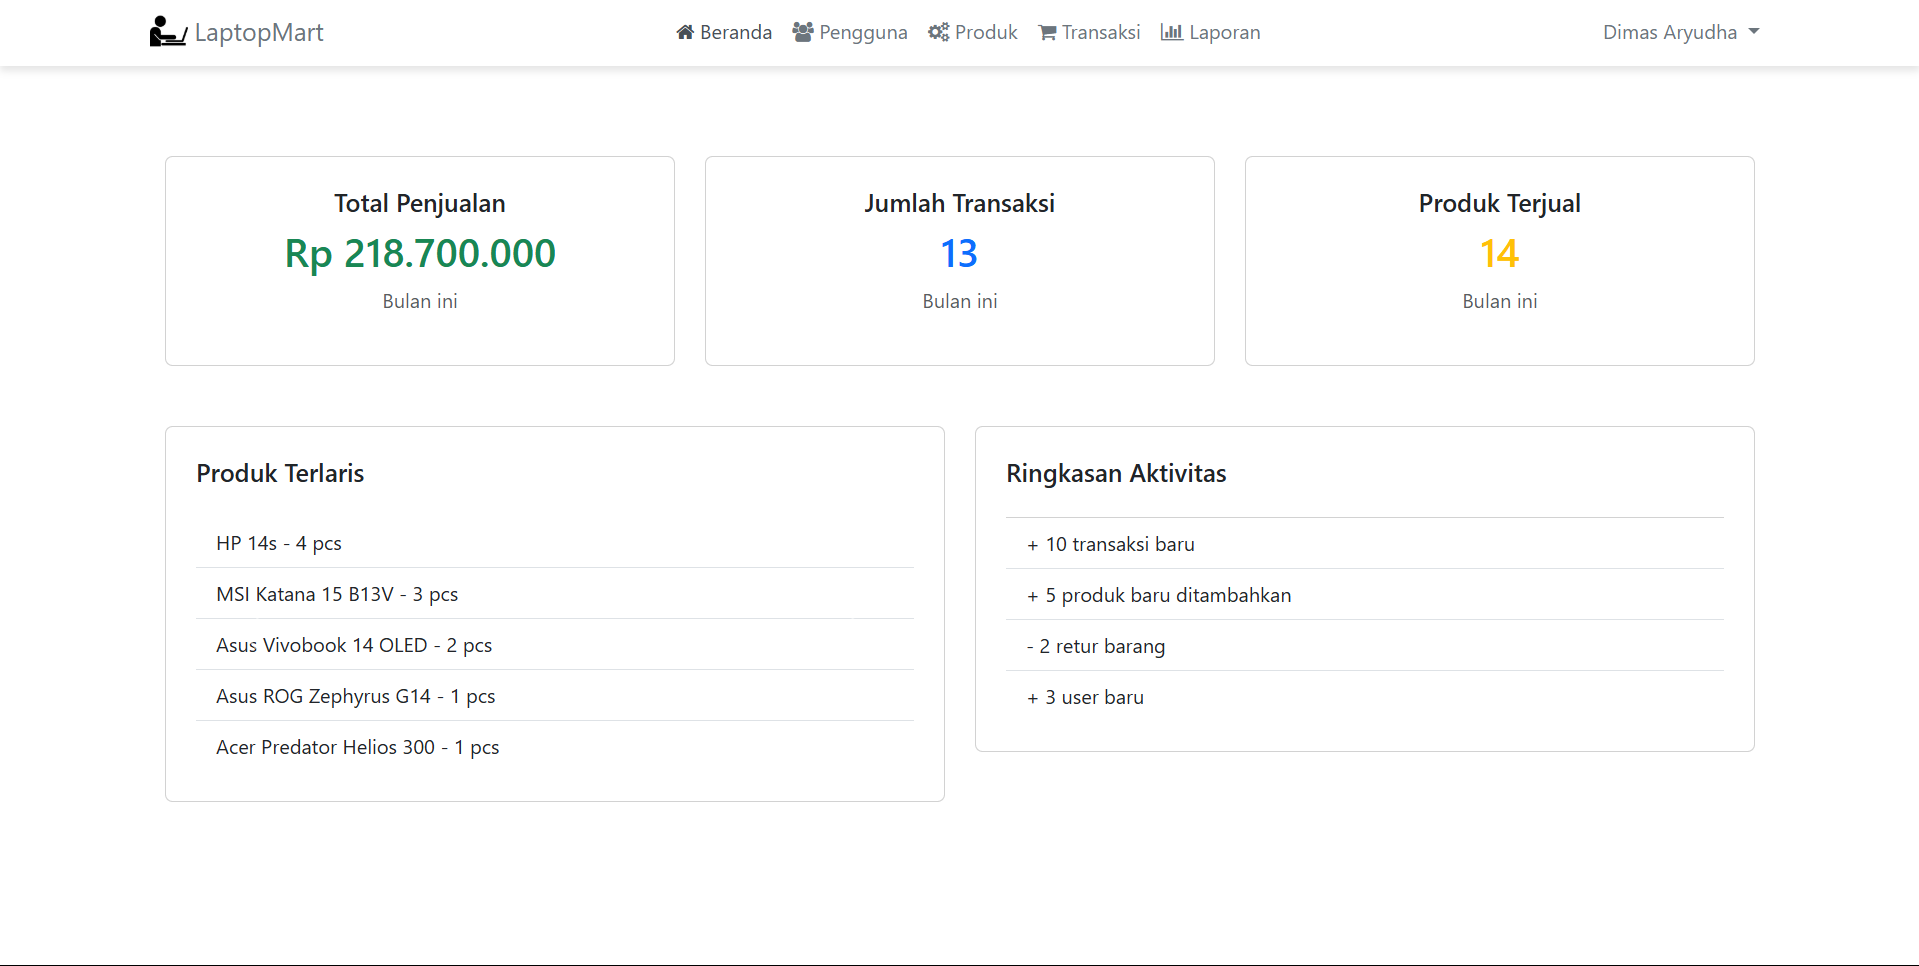 LaptopMart
Beranda Pengguna Produk Transaksi Laporan
Dimas Aryudha
Total Penjualan
Rp 218.700.000
Bulan ini
Jumlah Transaksi
13
Bulan ini
Produk Terjual
14
Bulan ini
Produk Terlaris
HP 14s - 4 pcs
MSI Katana 15 B13V - 3 pcs
Asus Vivobook 14 OLED - 2 pcs
Asus ROG Zephyrus G14 - 1 pcs
Acer Predator Helios 300 - 1 pcs
Ringkasan Aktivitas
+ 10 transaksi baru
+ 5 produk baru ditambahkan
- 2 retur barang
+ 3 user baru